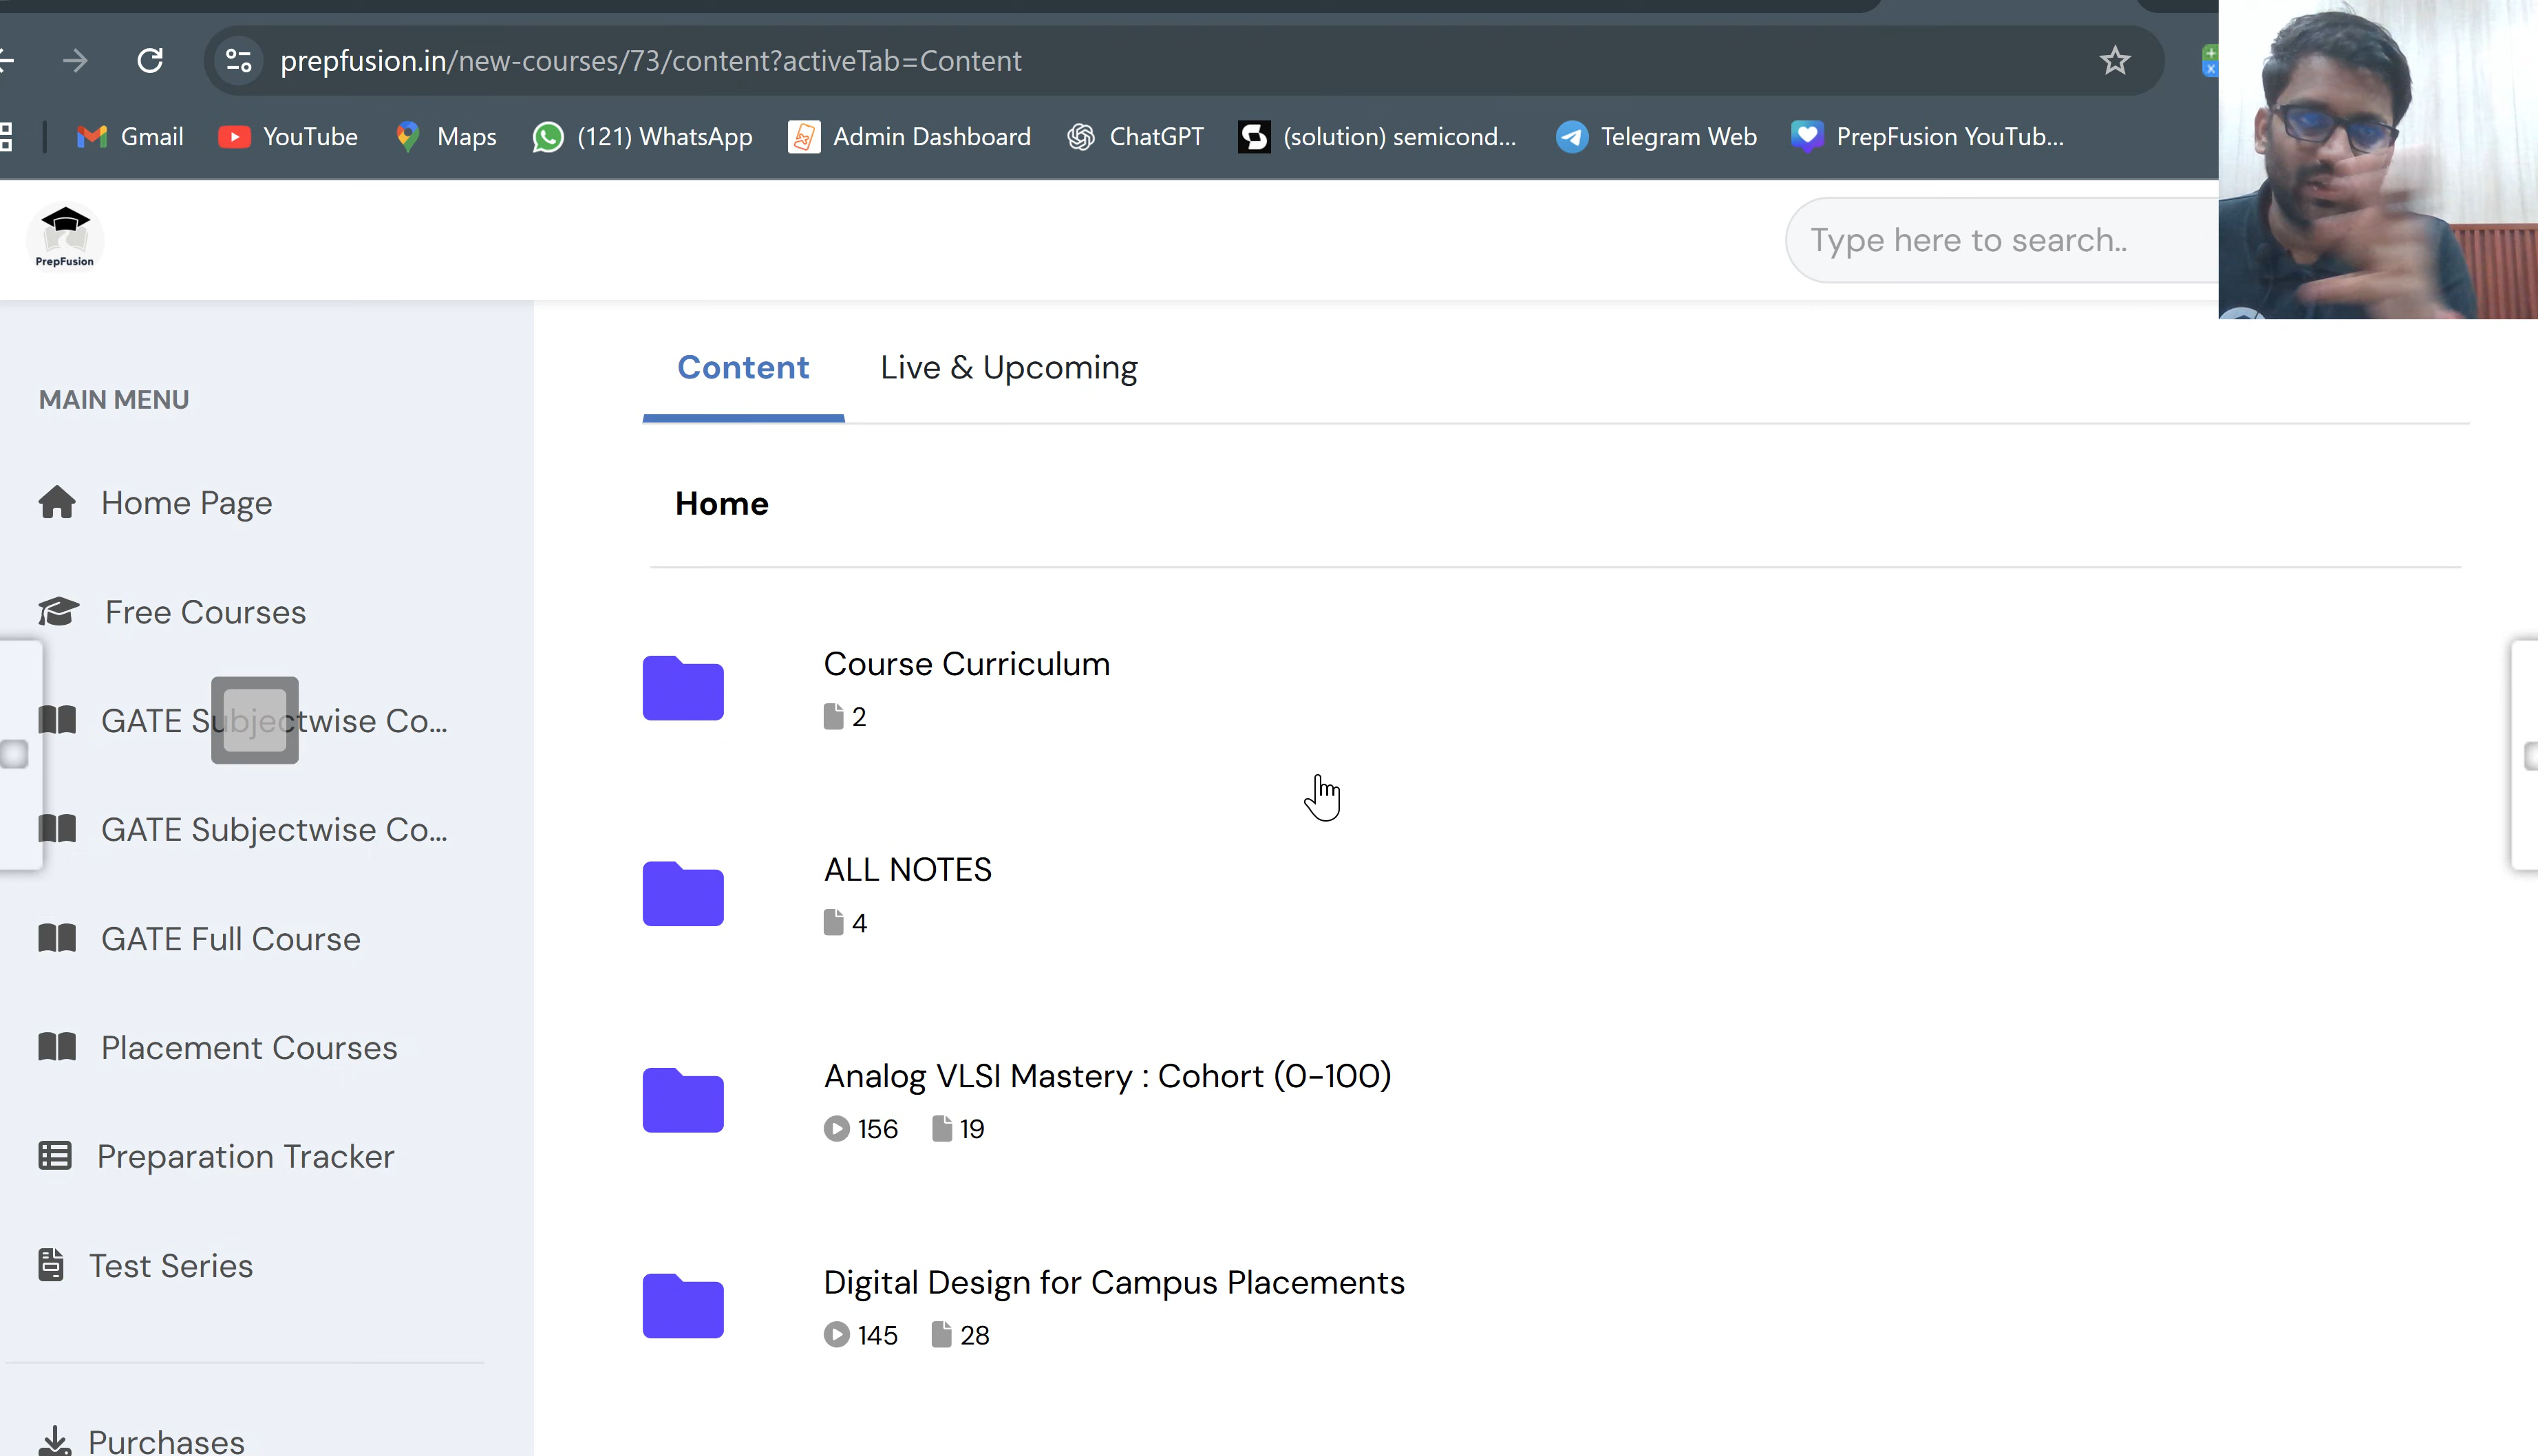 prepfusion.in/new-courses/73/content?activeTab=Content
Gmail
YouTube
Maps
(121) WhatsApp
Admin Dashboard
ChatGPT
(solution) semicond...
Telegram Web
PrepFusion YouTub...
PrepFusion
Type here to search..
MAIN MENU
Home Page
Free Courses
GATE Subjectwise Co...
GATE Subjectwise Co...
GATE Full Course
Placement Courses
Preparation Tracker
Test Series
Purchases
Content
Live & Upcoming
Home
Course Curriculum
2
ALL NOTES
4
Analog VLSI Mastery : Cohort (0-100)
156 19
Digital Design for Campus Placements
145 28